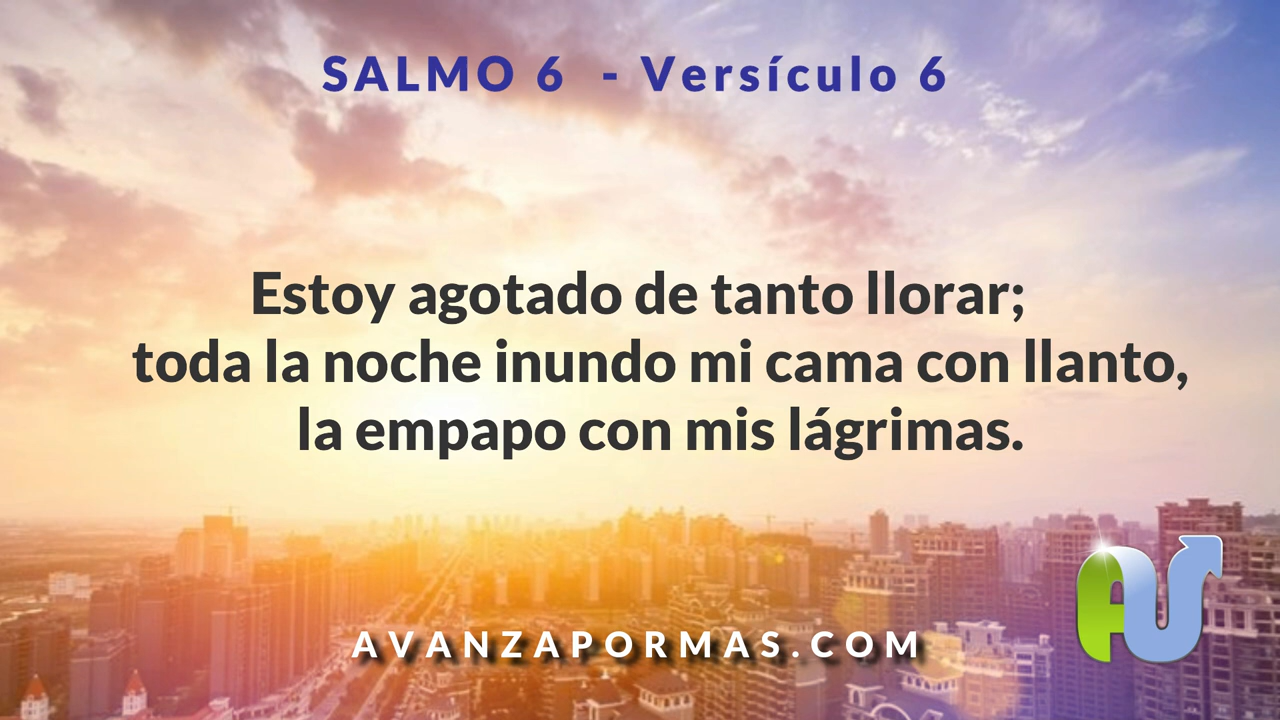 SALMO 6 - Versículo 6
Estoy agotado de tanto llorar;
toda la noche inundo mi cama con llanto,
la empapo con mis lágrimas.
AVANZAPORMAS.COM